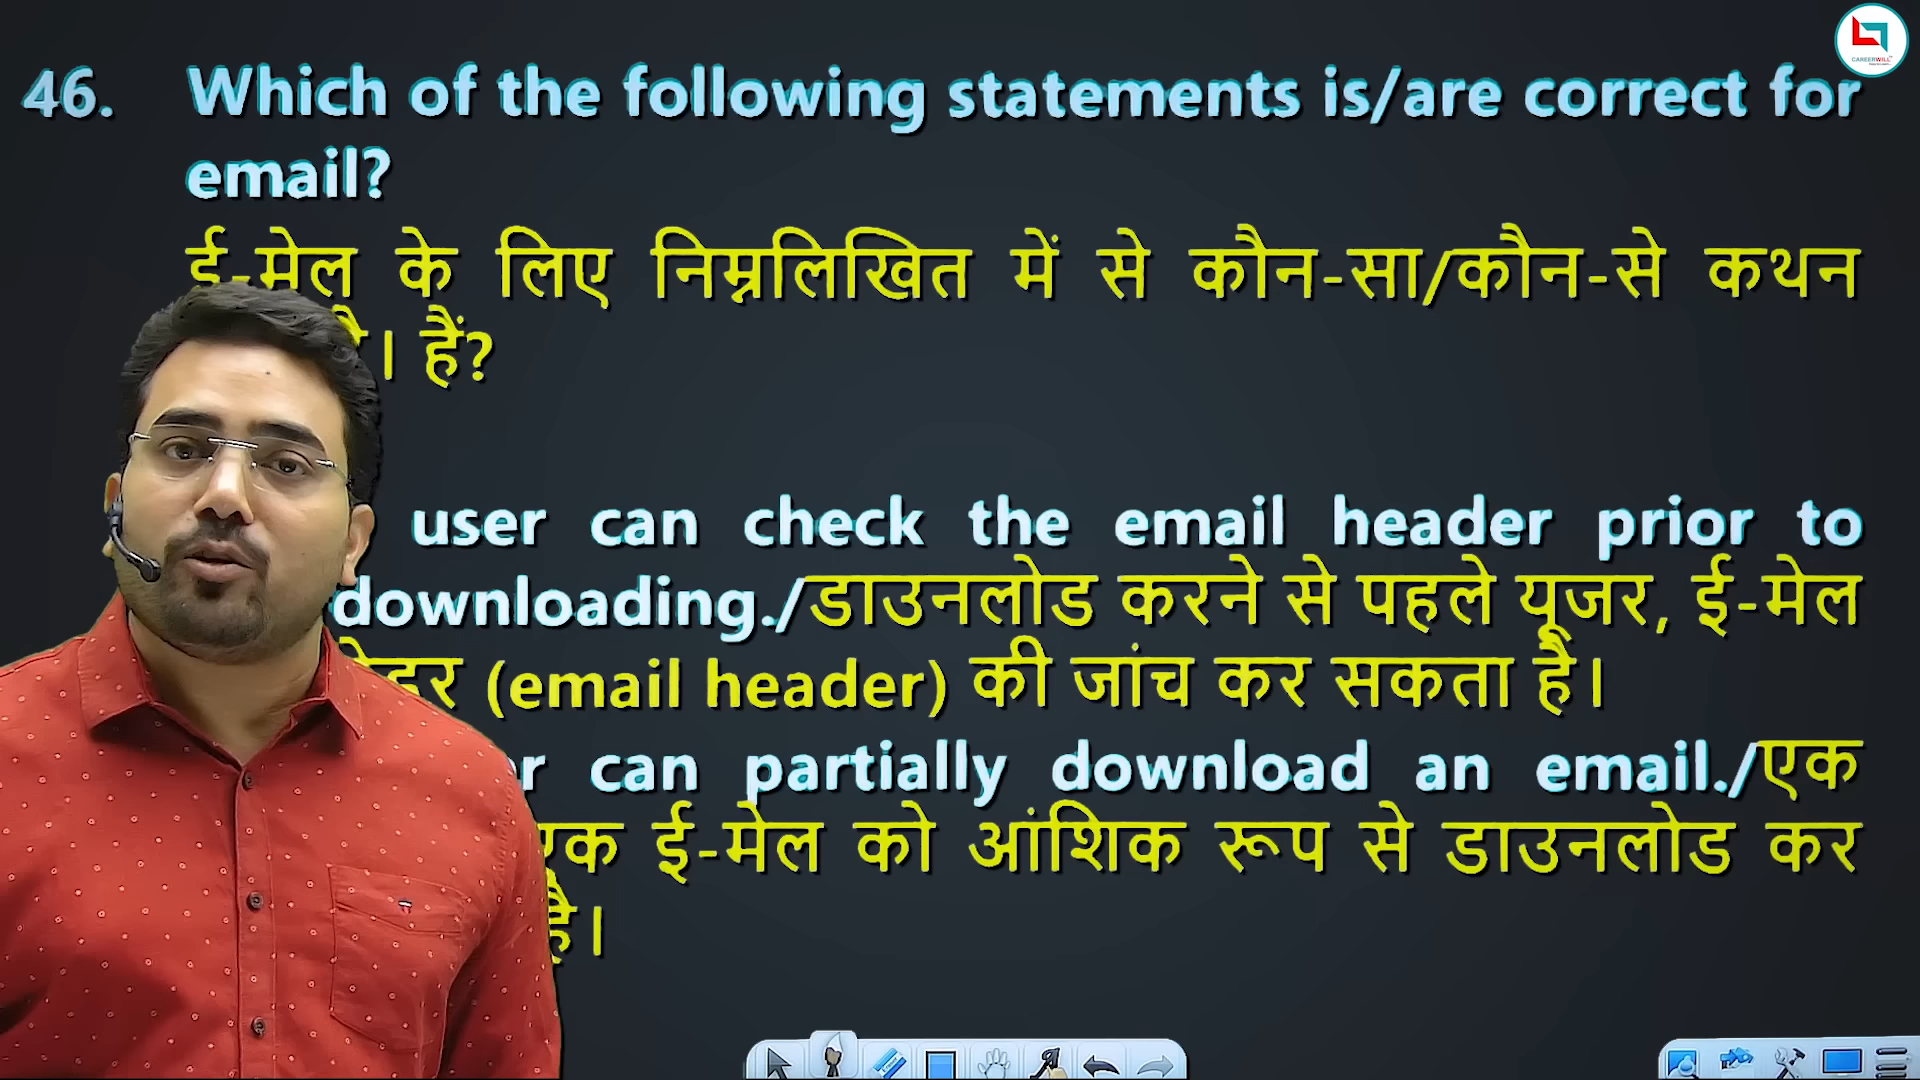 46. Which of the following statements is/are correct for
email?
ई-मेल के लिए निम्नलिखित में से कौन-सा/कौन-से कथन
है। हैं?
user can check the email header prior to
downloading./डाउनलोड करने से पहले यूजर, ई-मेल
(email header) की जांच कर सकता है।
can partially download an email./एक
एक ई-मेल को आंशिक रूप से डाउनलोड कर
है।
CAREERWILL